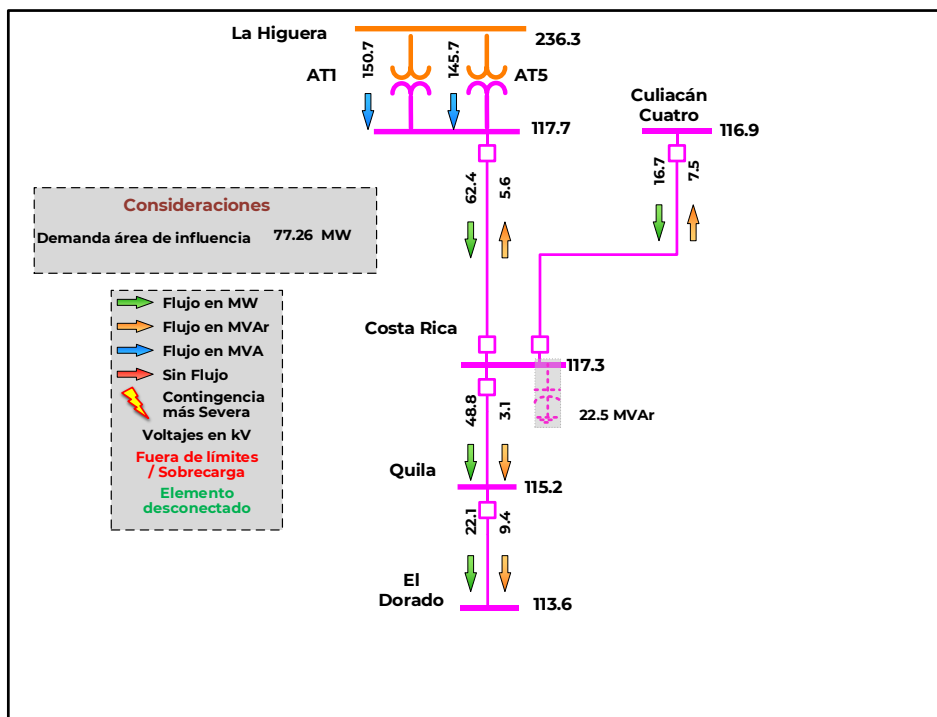 La Higuera
236.3
150.7
145.7
AT1
AT5
117.7
Culiacán
Cuatro
116.9
16.7
7.5
62.4
5.6
Consideraciones
Demanda área de influencia 77.26 MW
Flujo en MW
Flujo en MVAr
Flujo en MVA
Sin Flujo
Contingencia
más Severa
Voltajes en kV
Fuera de límites
/ Sobrecarga
Elemento
desconectado
Costa Rica
117.3
22.5 MVAr
48.8
3.1
Quila
115.2
22.1
9.4
El
Dorado
113.6